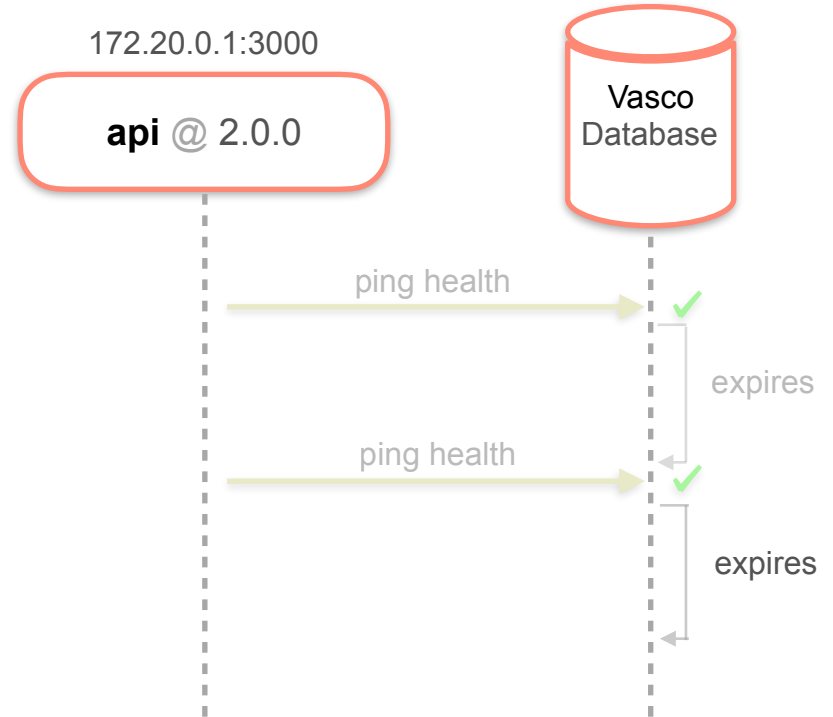 172.20.0.1:3000
api @ 2.0.0
Vasco
Database
ping health
expires
ping health
expires